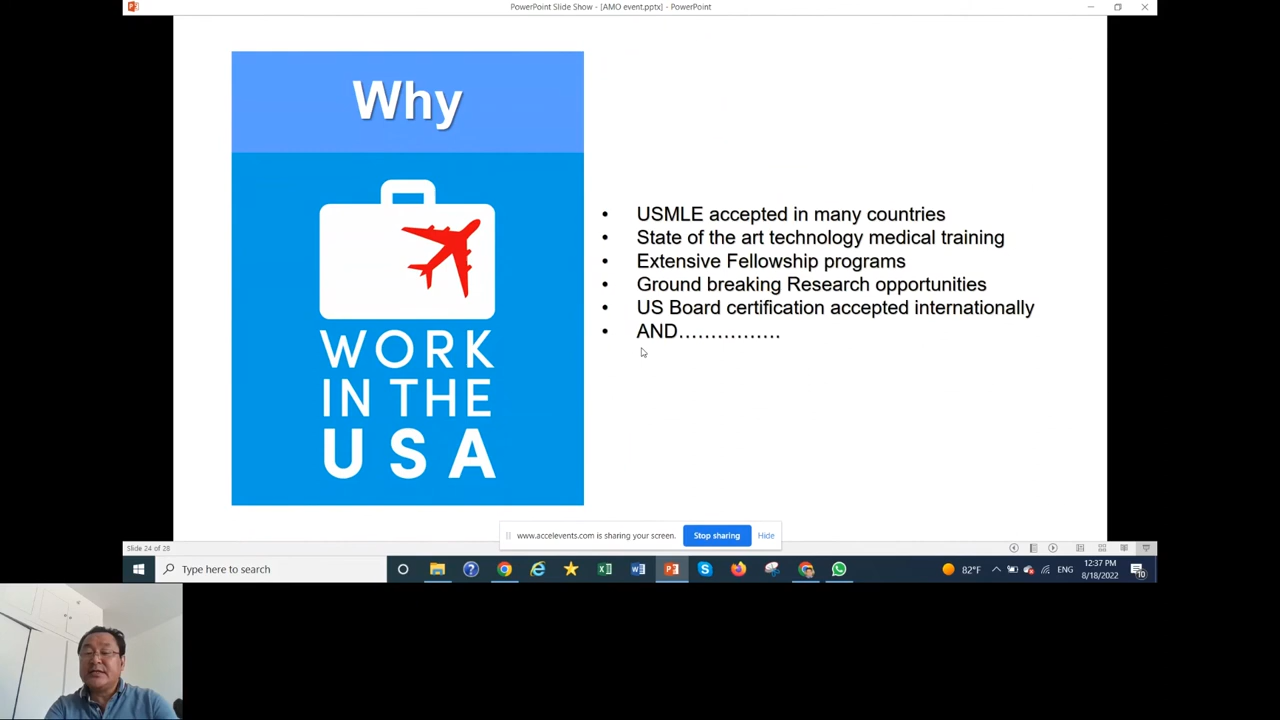 PowerPoint Slide Show - [AMO event.pptx] - PowerPoint
Why
WORK
IN THE
USA
• USMLE accepted in many countries
• State of the art technology medical training
• Extensive Fellowship programs
• Ground breaking Research opportunities
• US Board certification accepted internationally
• AND................
www.accelevents.com is sharing your screen. Stop sharing Hide
Slide 24 of 28
Type here to search
82°F ENG 12:37 PM
8/18/2022 10